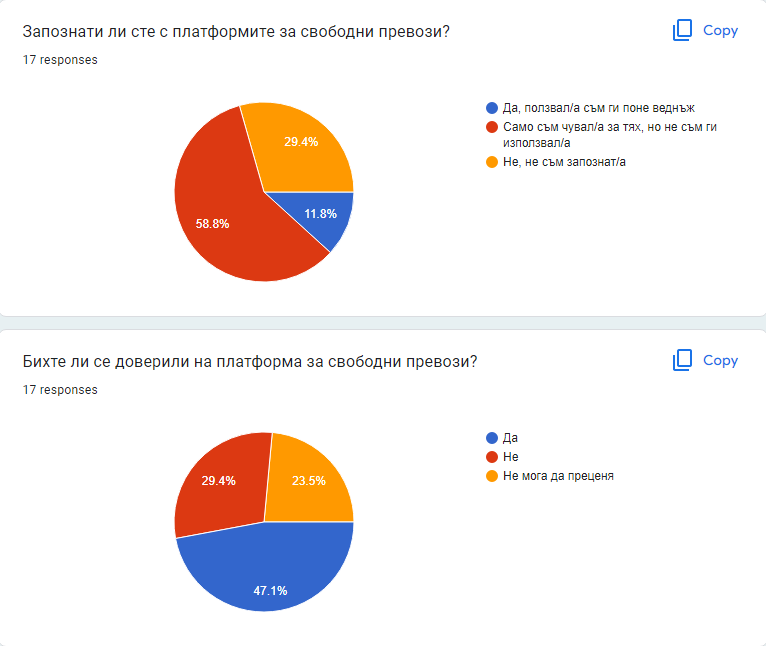 Запознати ли сте с платформите за свободни превози?
Copy
17 responses
Да, ползвал/а съм ги поне веднъж
Само съм чувал/а за тях, но не съм ги
използвал/а
Не, не съм запознат/а
29.4%
11.8%
58.8%
Бихте ли се доверили на платформа за свободни превози?
Copy
17 responses
Да
Не
Не мога да преценя
29.4%
23.5%
47.1%